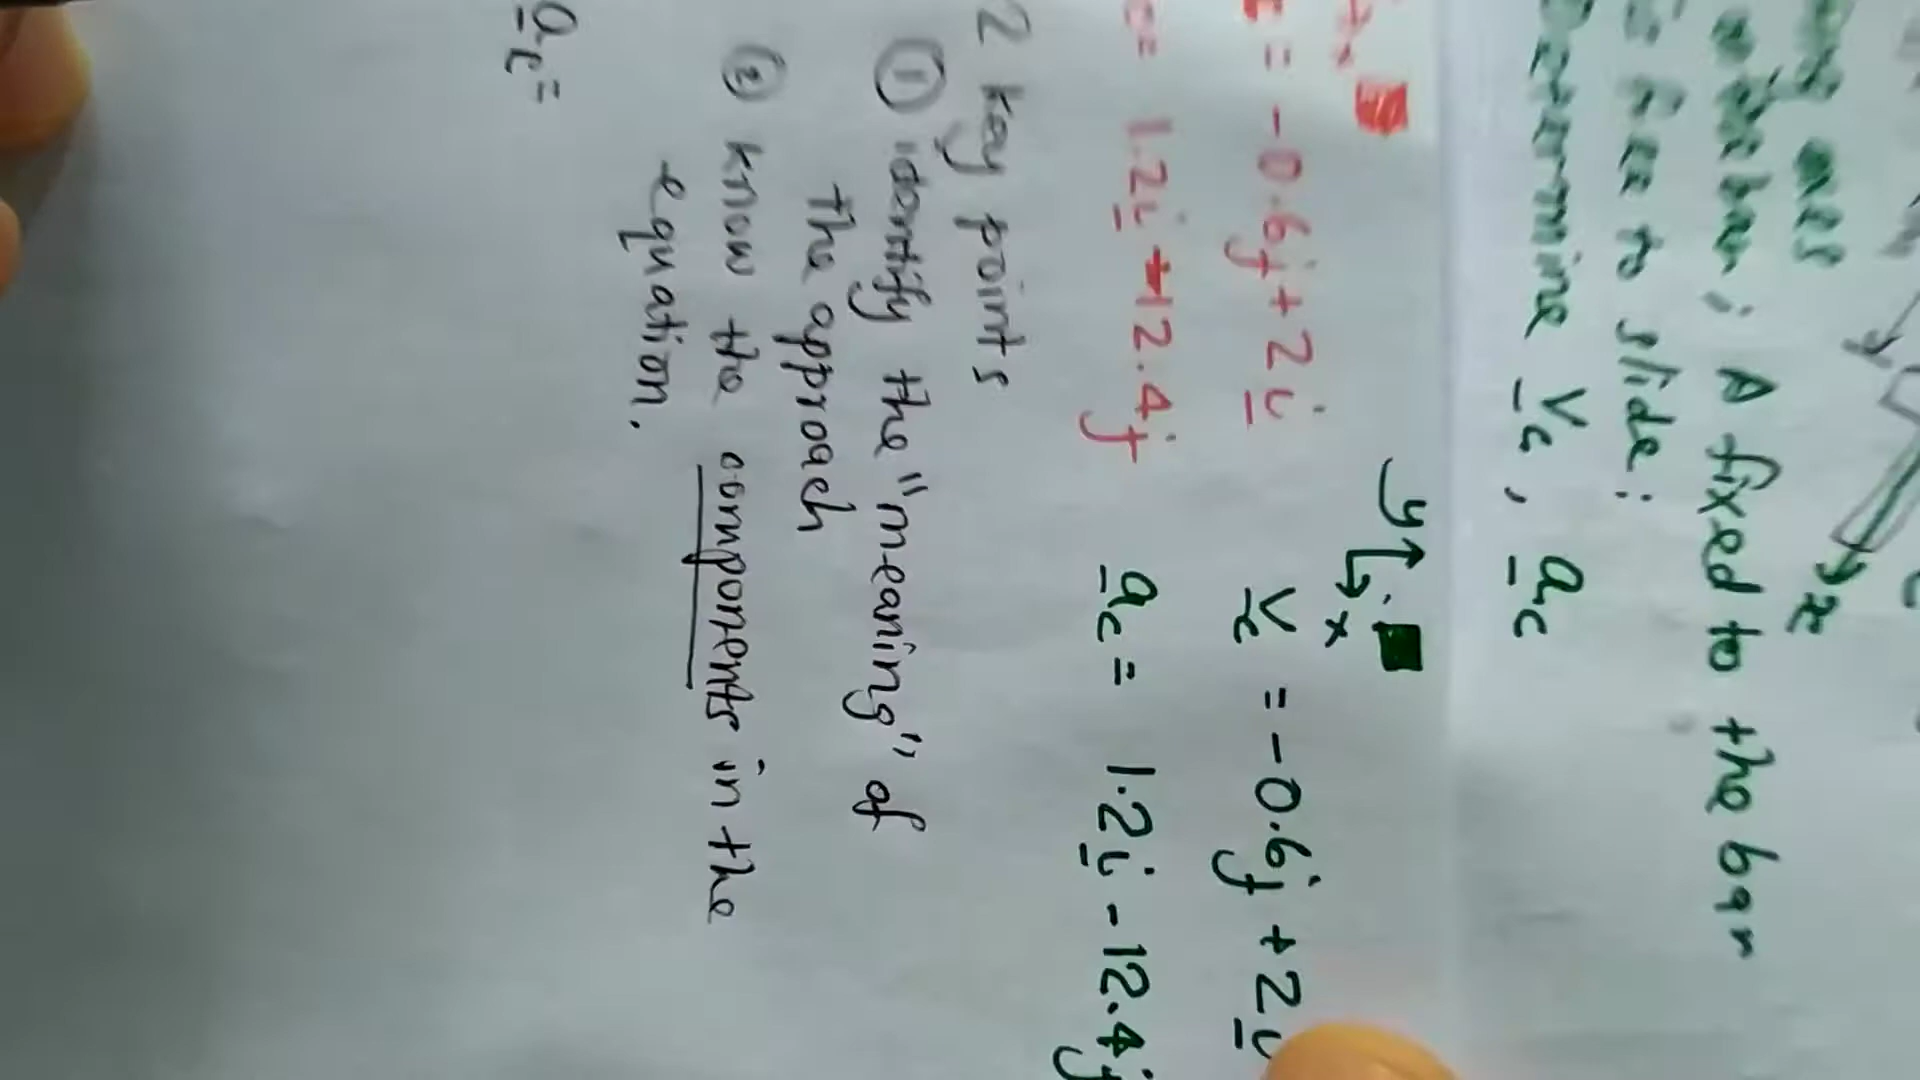 mes
; A fixed to the bar
free to slide;
Determine v_c, a_c
y x
= -0.6j + 2i
v_c = -0.6j + 2i
= 1.2i - 12.4j
a_c = 1.2i - 12.4j
2 key points
① identify the "meaning" of
the approach
② know the components in the
equation.
a_c =